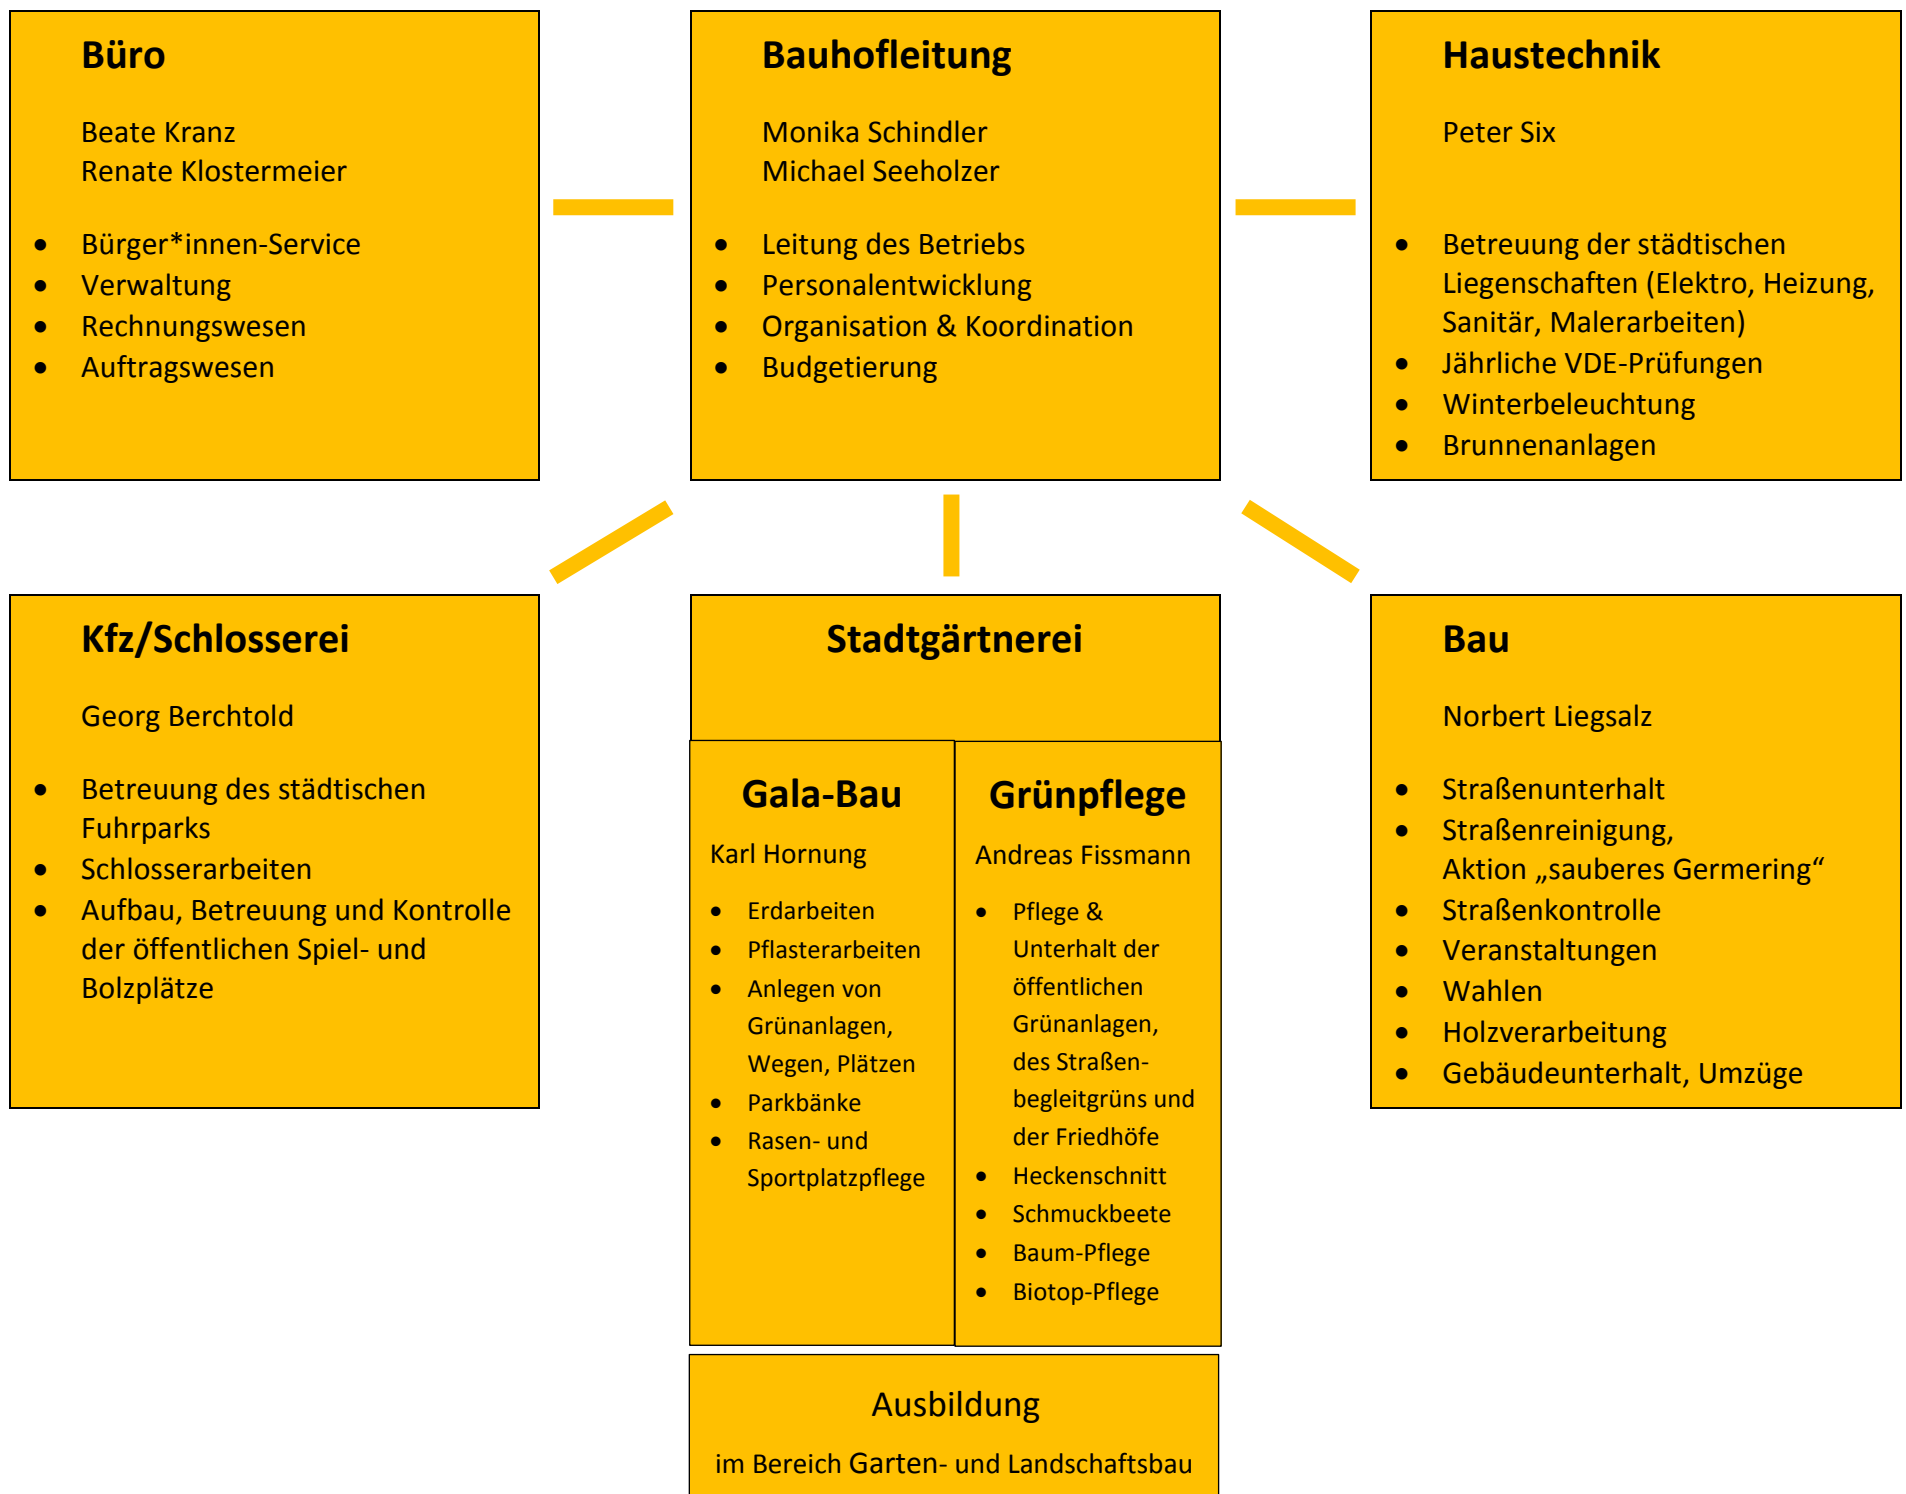 Büro
Beate Kranz
Renate Klostermeier
• Bürger*innen-Service
• Verwaltung
• Rechnungswesen
• Auftragswesen
Bauhofleitung
Monika Schindler
Michael Seeholzer
• Leitung des Betriebs
• Personalentwicklung
• Organisation & Koordination
• Budgetierung
Haustechnik
Peter Six
• Betreuung der städtischen
Liegenschaften (Elektro, Heizung,
Sanitär, Malerarbeiten)
• Jährliche VDE-Prüfungen
• Winterbeleuchtung
• Brunnenanlagen
Kfz/Schlosserei
Georg Berchtold
• Betreuung des städtischen
Fuhrparks
• Schlosserarbeiten
• Aufbau, Betreuung und Kontrolle
der öffentlichen Spiel- und
Bolzplätze
Stadtgärtnerei
Gala-Bau
Karl Hornung
• Erdarbeiten
• Pflasterarbeiten
• Anlegen von
Grünanlagen,
Wegen, Plätzen
• Parkbänke
• Rasen- und
Sportplatzpflege
Grünpflege
Andreas Fissmann
• Pflege &
Unterhalt der
öffentlichen
Grünanlagen,
des Straßen-
begleitgrüns und
der Friedhöfe
• Heckenschnitt
• Schmuckbeete
• Baum-Pflege
• Biotop-Pflege
Ausbildung
im Bereich Garten- und Landschaftsbau
Bau
Norbert Liegsalz
• Straßenunterhalt
• Straßenreinigung,
Aktion „sauberes Germering“
• Straßenkontrolle
• Veranstaltungen
• Wahlen
• Holzverarbeitung
• Gebäudeunterhalt, Umzüge